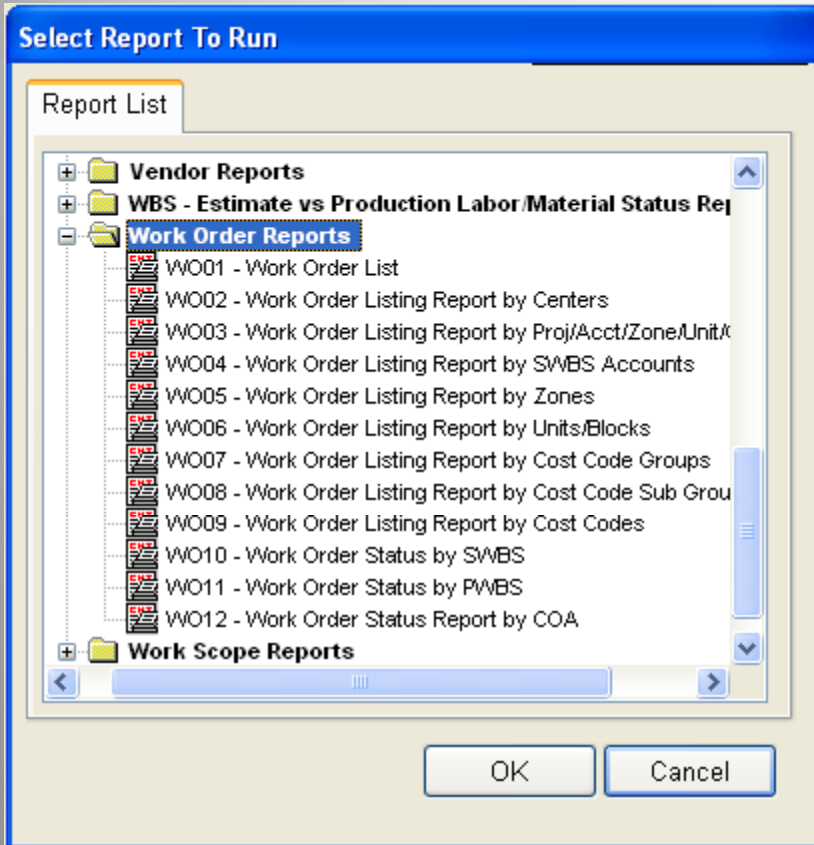 Select Report To Run
Report List
Vendor Reports
WBS - Estimate vs Production Labor/Material Status Rep
Work Order Reports
WO01 - Work Order List
WO02 - Work Order Listing Report by Centers
WO03 - Work Order Listing Report by Proj/Acct/Zone/Unit/
WO04 - Work Order Listing Report by SWBS Accounts
WO05 - Work Order Listing Report by Zones
WO06 - Work Order Listing Report by Units/Blocks
WO07 - Work Order Listing Report by Cost Code Groups
WO08 - Work Order Listing Report by Cost Code Sub Grou
WO09 - Work Order Listing Report by Cost Codes
WO10 - Work Order Status by SWBS
WO11 - Work Order Status by PWBS
WO12 - Work Order Status Report by COA
Work Scope Reports
OK Cancel